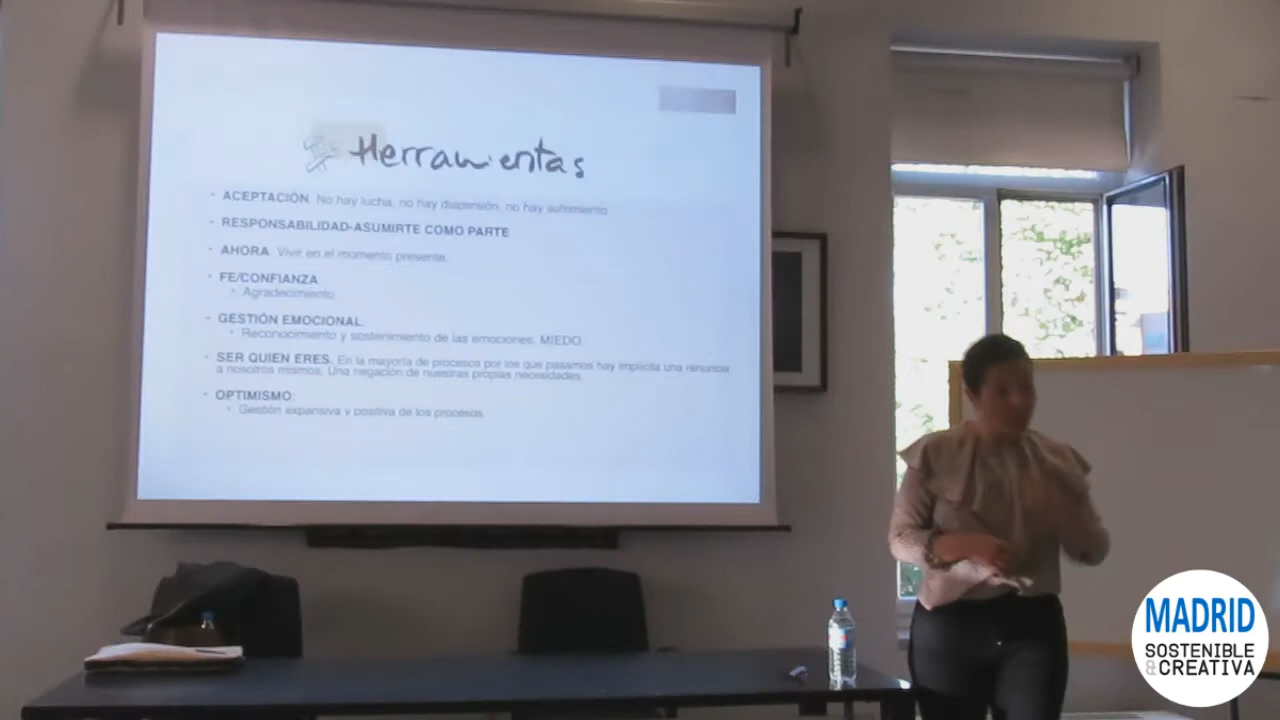 Herramientas
• ACEPTACIÓN. No hay lucha, no hay dispersión, no hay sufrimiento.
• RESPONSABILIDAD-ASUMIRTE COMO PARTE
• AHORA. Vivir en el momento presente.
• FE/CONFIANZA
• Agradecimiento
• GESTIÓN EMOCIONAL.
• Reconocimiento y sostenimiento de las emociones: MIEDO.
• SER QUIEN ERES. En la mayoría de procesos por los que pasamos hay implícita una renuncia
a nosotros mismos. Una negación de nuestras propias necesidades.
• OPTIMISMO:
• Gestión expansiva y positiva de los procesos.
MADRID
SOSTENIBLE
&CREATIVA